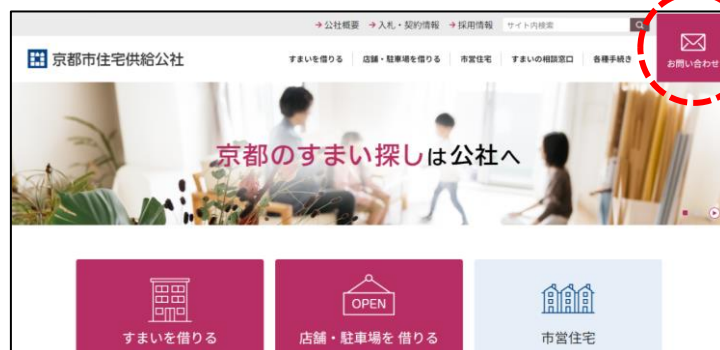 ➔公社概要 ➔入札・契約情報 ➔採用情報 サイト内検索
京都市住宅供給公社
すまいを借りる 店舗・駐車場を借りる 市営住宅 すまいの相談窓口 各種手続き
お問い合わせ
京都のすまい探しは公社へ
OPEN
すまいを借りる 店舗・駐車場を 借りる 市営住宅